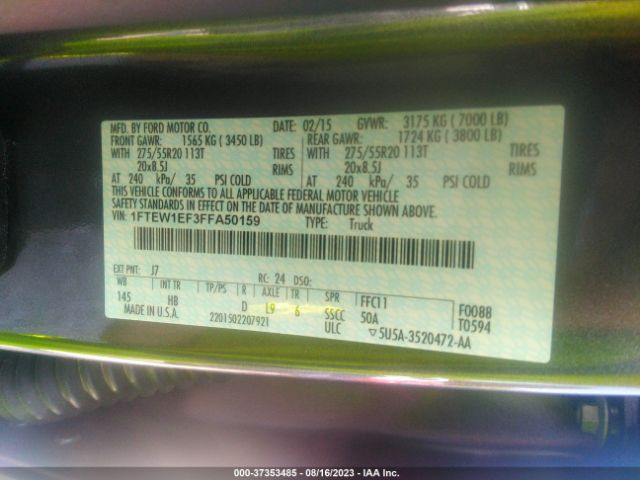 MFD. BY FORD MOTOR CO. DATE: 02/15 GVWR: 3175 KG ( 7000 LB)
FRONT GAWR: 1565 KG ( 3450 LB) REAR GAWR: 1724 KG ( 3800 LB)
WITH 275/55R20 113T TIRES WITH 275/55R20 113T TIRES
20x8.5J RIMS 20x8.5J RIMS
AT 240 kPa/ 35 PSI COLD AT 240 kPa/ 35 PSI COLD
THIS VEHICLE CONFORMS TO ALL APPLICABLE FEDERAL MOTOR VEHICLE
SAFETY STANDARDS IN EFFECT ON THE DATE OF MANUFACTURE SHOWN ABOVE.
VIN: 1FTEW1EF3FFA50159 TYPE: Truck
EXT PNT: J7 RC: 24 DSO:
WB INT TR TP/PS R AXLE TR SPR FFC11 F0088
145 HB D L9 6 SSCC 50A T0594
MADE IN U.S.A. 2201502207921 ULC ▽5U5A-3520472-AA
000-37353485 - 08/16/2023 - IAA Inc.